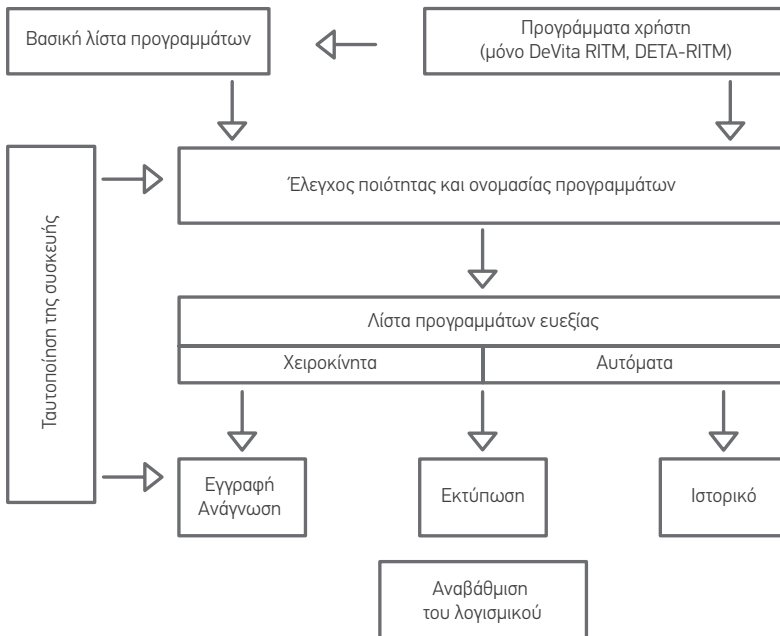 Βασική λίστα προγραμμάτων
Προγράμματα χρήστη
(μόνο DeVita RITM, DETA-RITM)
Ταυτοποίηση της συσκευής
Έλεγχος ποιότητας και ονομασίας προγραμμάτων
Λίστα προγραμμάτων ευεξίας
Χειροκίνητα
Αυτόματα
Εγγραφή
Ανάγνωση
Εκτύπωση
Ιστορικό
Αναβάθμιση
του λογισμικού